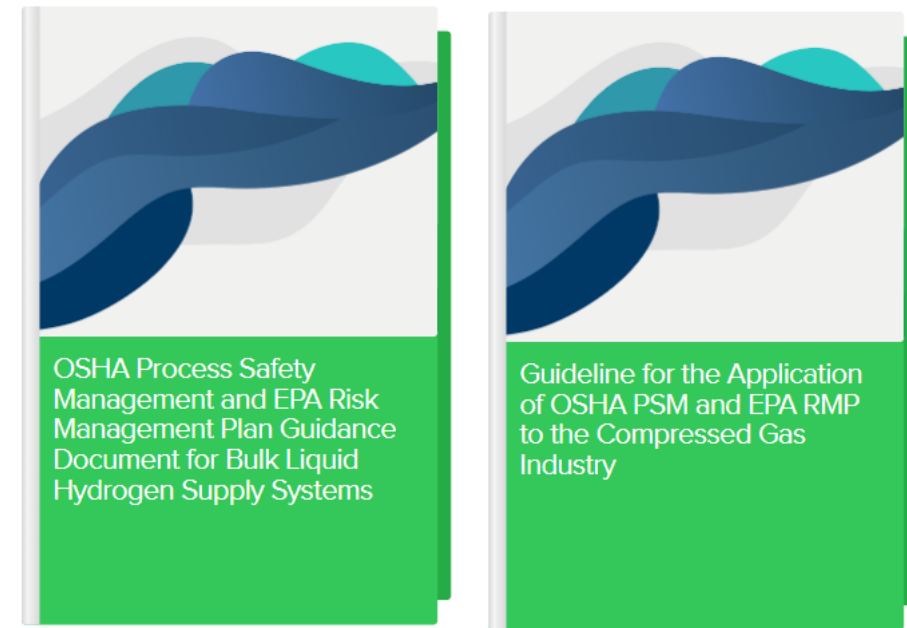 OSHA Process Safety
Management and EPA Risk
Management Plan Guidance
Document for Bulk Liquid
Hydrogen Supply Systems
Guideline for the Application
of OSHA PSM and EPA RMP
to the Compressed Gas
Industry